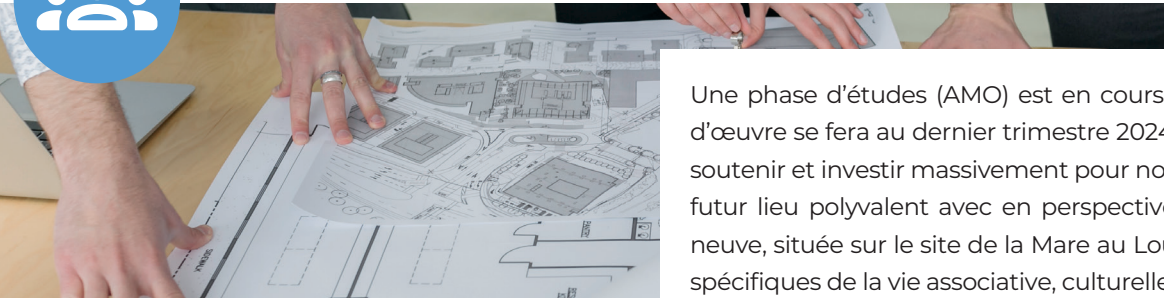 Une phase d’études (AMO) est en cours
d’œuvre se fera au dernier trimestre 2024
soutenir et investir massivement pour no
futur lieu polyvalent avec en perspective
neuve, située sur le site de la Mare au Lou
spécifiques de la vie associative, culturelle
SIDEWALK